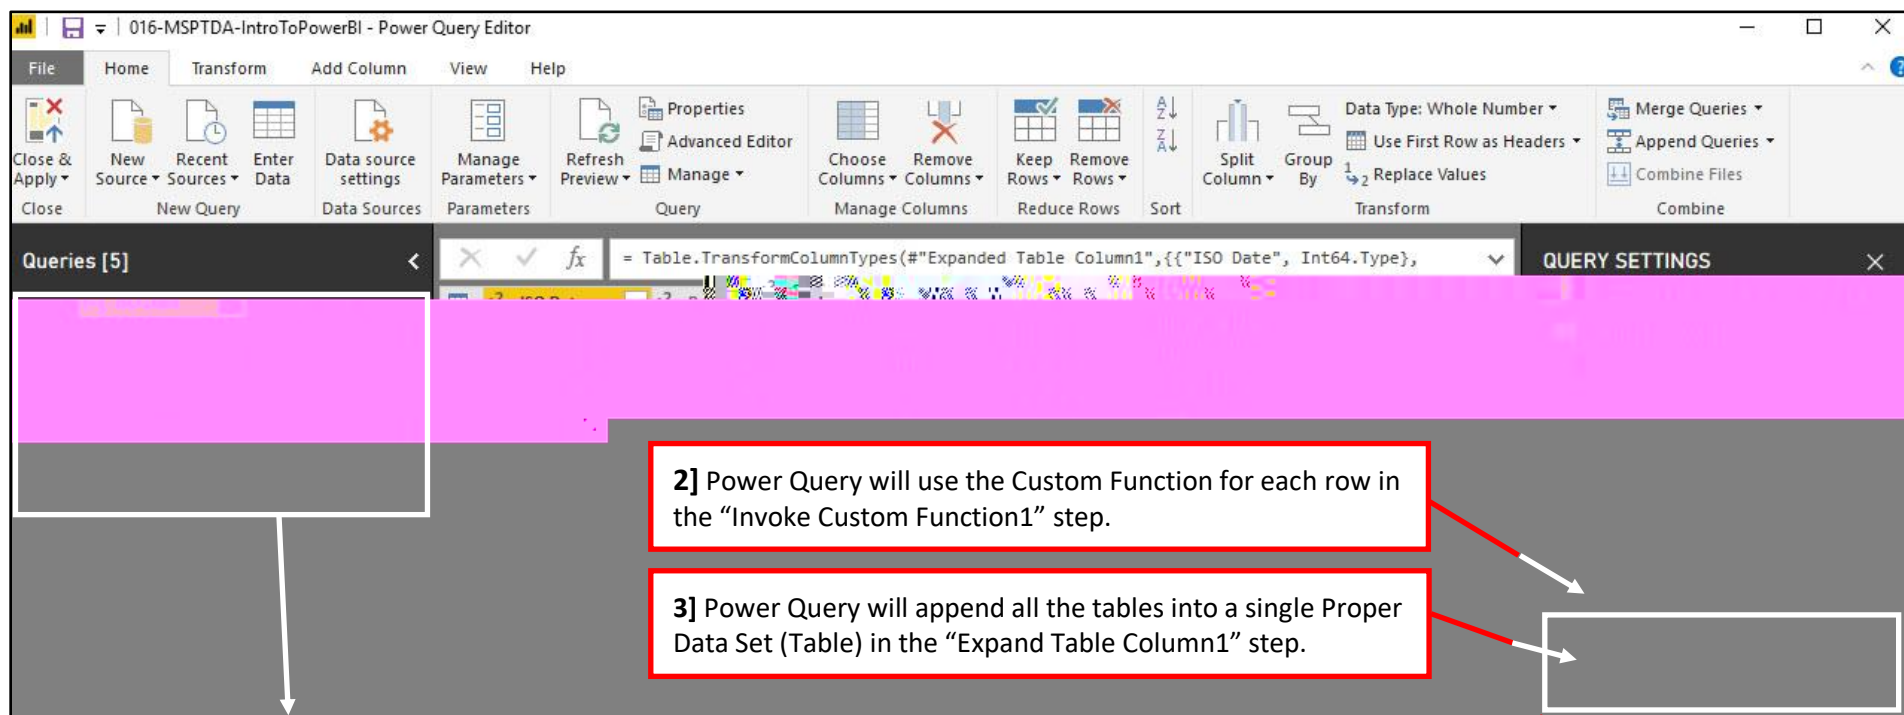 016-MSPTDA-IntroToPowerBI - Power Query Editor
File Home Transform Add Column View Help
Close & Apply
New Source
Recent Sources
Enter Data
Data source settings
Manage Parameters
Refresh Preview
Properties
Advanced Editor
Manage
Choose Columns
Remove Columns
Keep Rows
Remove Rows
Split Column
Group By
Data Type: Whole Number
Use First Row as Headers
Replace Values
Merge Queries
Append Queries
Combine Files
Close New Query Data Sources Parameters Query Manage Columns Reduce Rows Sort Transform Combine
Queries [5]
fx = Table.TransformColumnTypes(#"Expanded Table Column1",{{"ISO Date", Int64.Type},
QUERY SETTINGS
2] Power Query will use the Custom Function for each row in
the “Invoke Custom Function1” step.
3] Power Query will append all the tables into a single Proper
Data Set (Table) in the “Expand Table Column1” step.